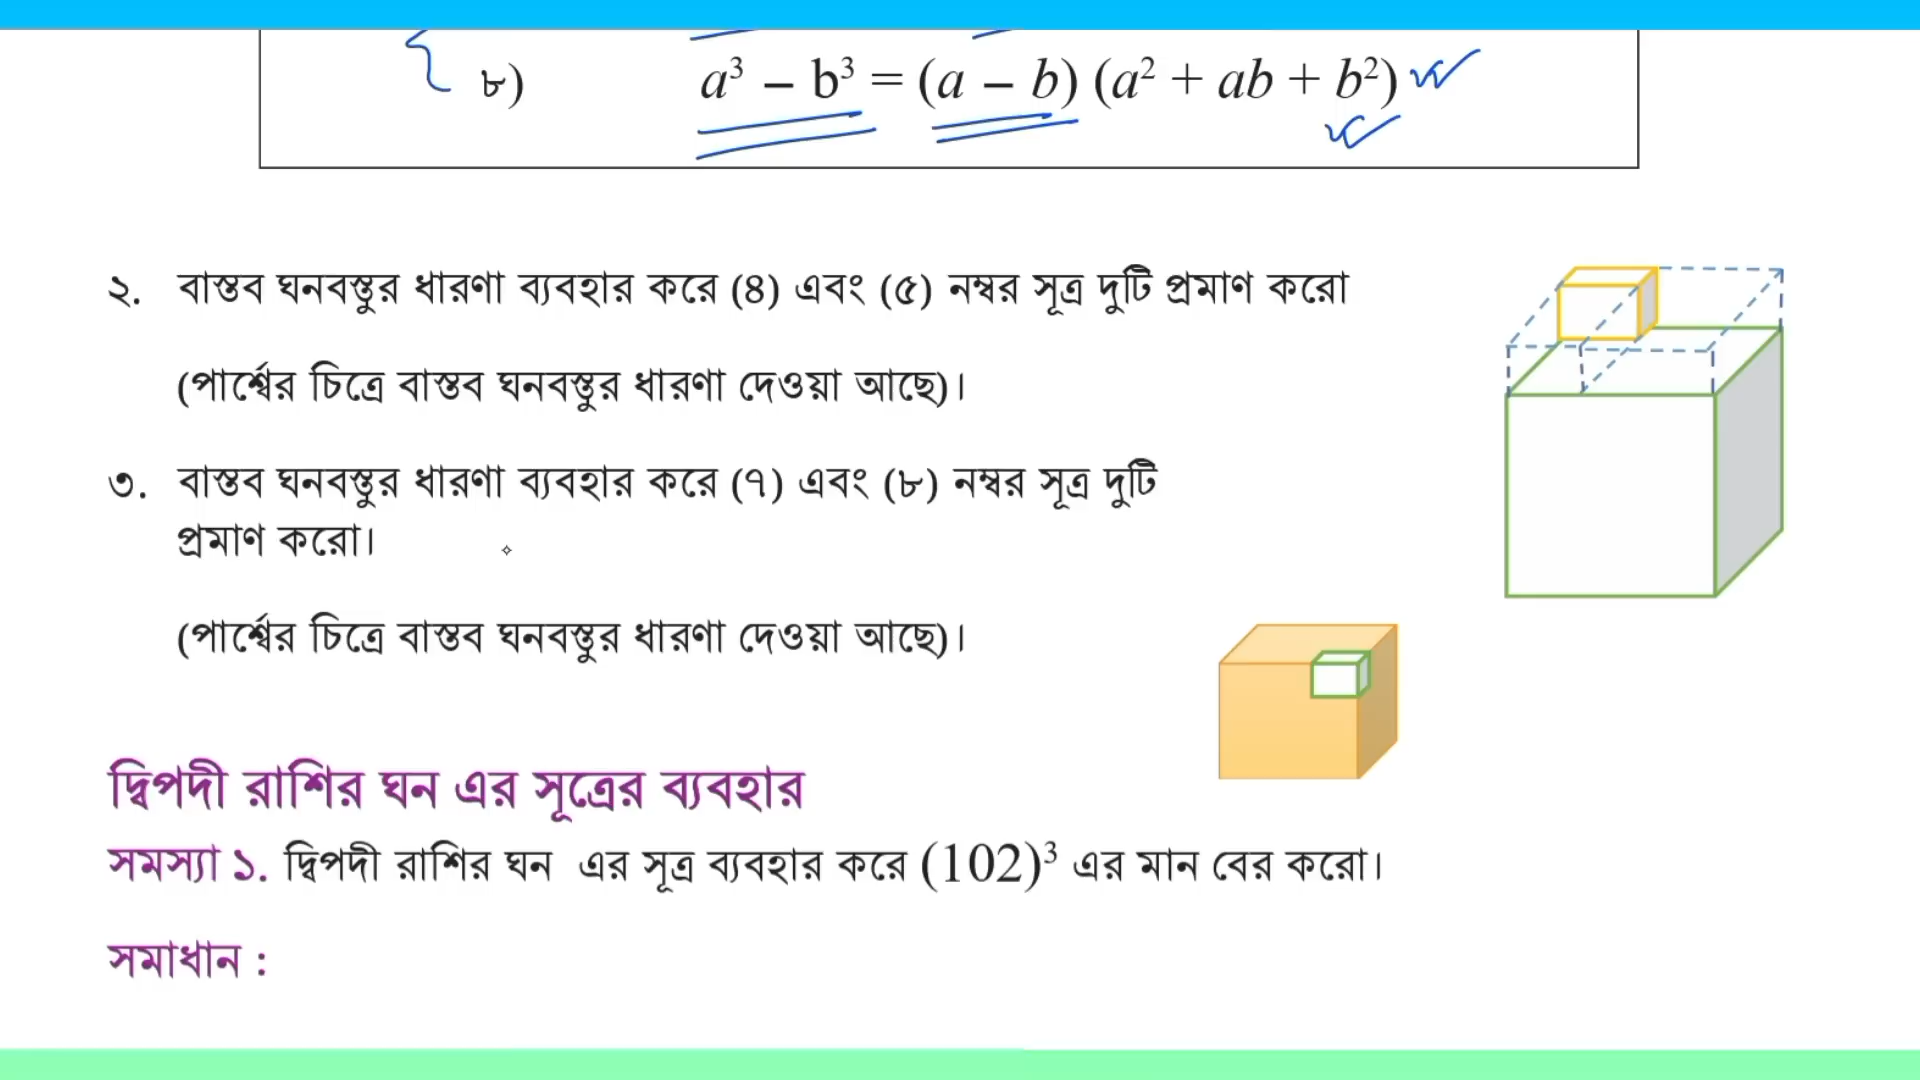 ৮) a³ – b³ = (a – b) (a² + ab + b²)
২. বাস্তব ঘনবস্তুর ধারণা ব্যবহার করে (৪) এবং (৫) নম্বর সূত্র দুটি প্রমাণ করো
(পার্শ্বের চিত্রে বাস্তব ঘনবস্তুর ধারণা দেওয়া আছে)।
৩. বাস্তব ঘনবস্তুর ধারণা ব্যবহার করে (৭) এবং (৮) নম্বর সূত্র দুটি
প্রমাণ করো।
(পার্শ্বের চিত্রে বাস্তব ঘনবস্তুর ধারণা দেওয়া আছে)।
দ্বিপদী রাশির ঘন এর সূত্রের ব্যবহার
সমস্যা ১. দ্বিপদী রাশির ঘন এর সূত্র ব্যবহার করে (102)³ এর মান বের করো।
সমাধান :